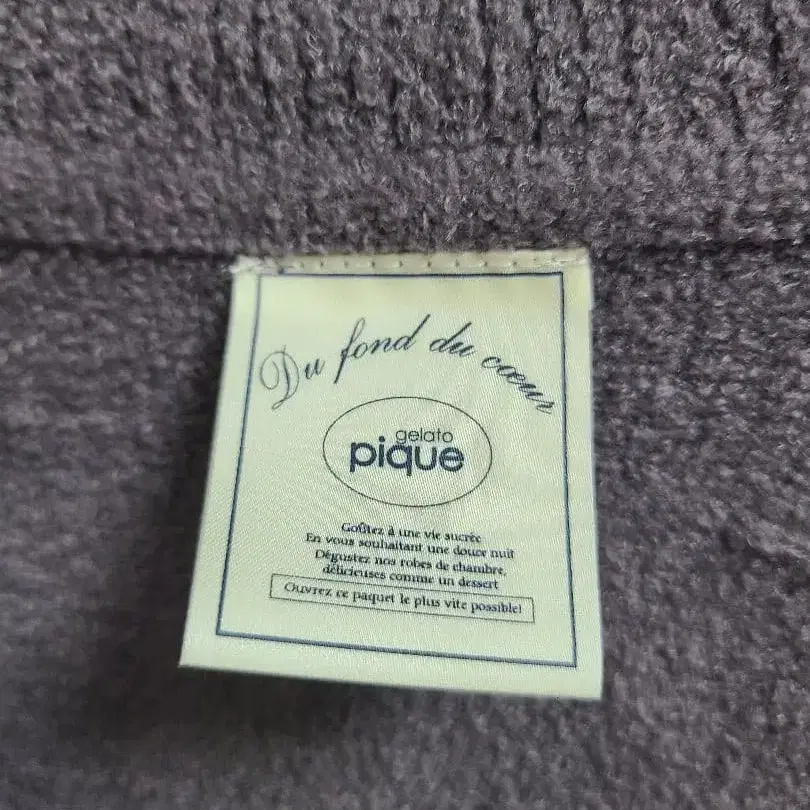 Du fond du cœur
gelato
pique
Goûtez à une vie sucrée
En vous souhaitant une douce nuit
Dégustez nos robes de chambre,
délicieuses comme un dessert
Ouvrez ce paquet le plus vite possible!